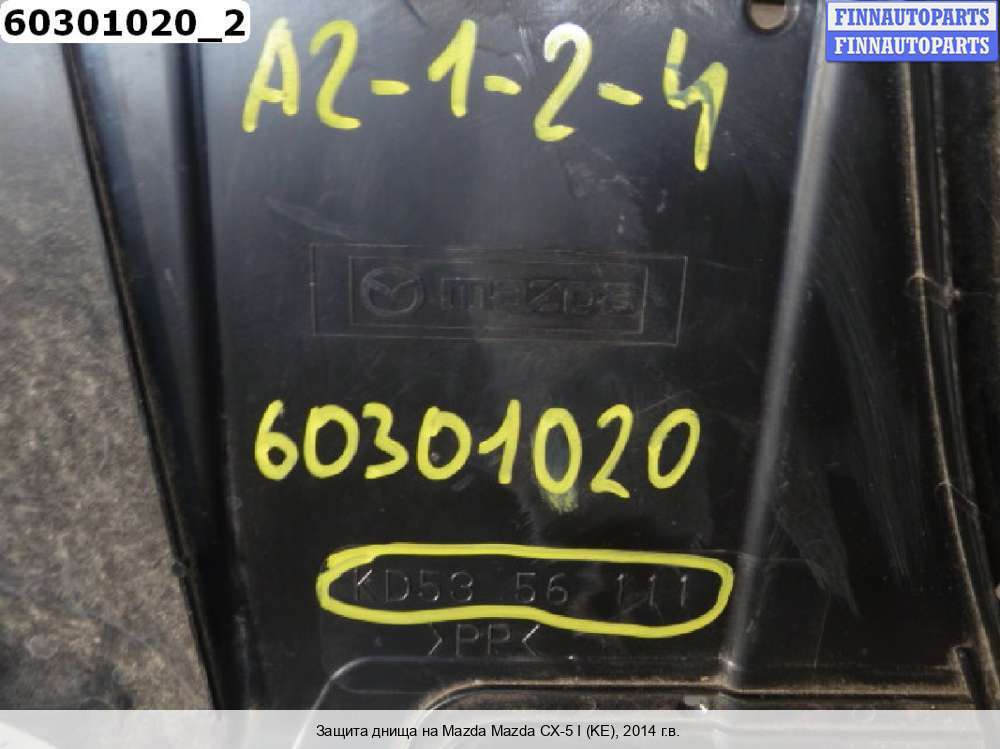 60301020_2
FINNAUTOPARTS
FINNAUTOPARTS
A2-1-2-4
mazda
60301020
KD53 56 111
>PP<
Защита днища на Mazda Mazda CX-5 I (KE), 2014 г.в.